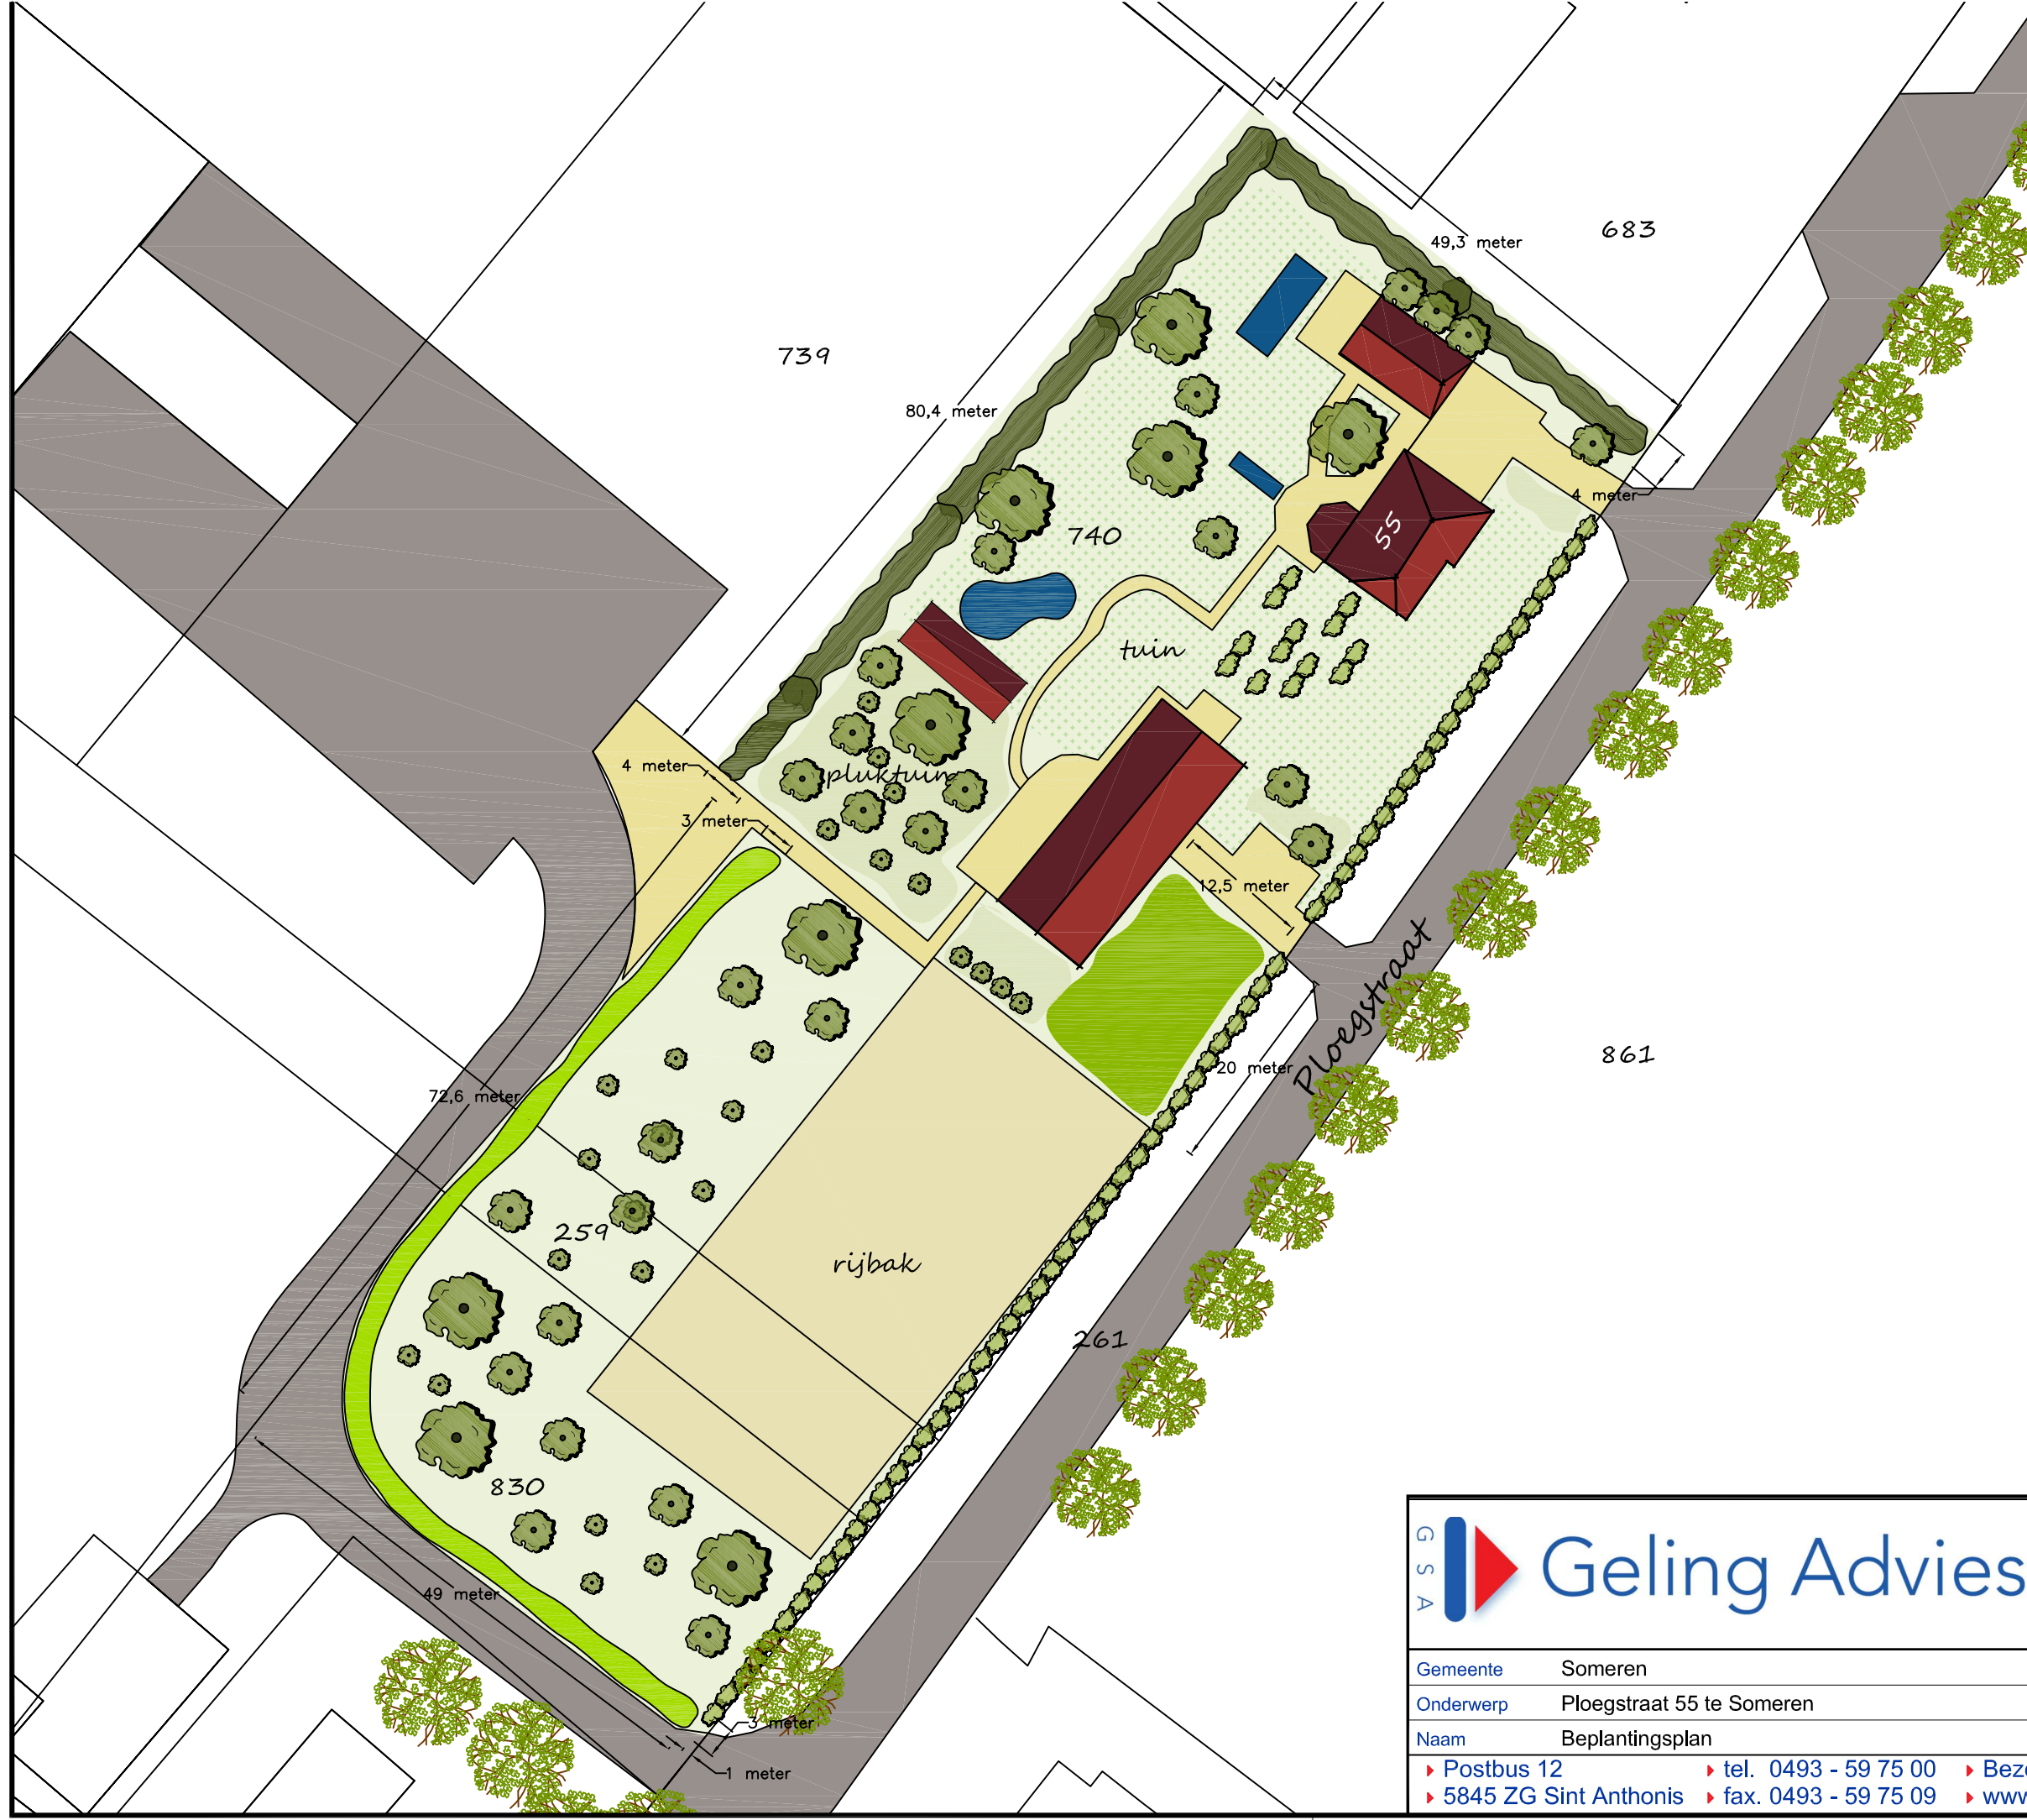 683
49,3 meter
739
80,4 meter
4 meter
55
740
tuin
4 meter
pluktuin
3 meter
12,5 meter
Ploegstraat
861
20 meter
72,6 meter
259
rijbak
261
830
49 meter
3 meter
1 meter
GSA
Geling Advies
Gemeente Someren
Onderwerp Ploegstraat 55 te Someren
Naam Beplantingsplan
Postbus 12 tel. 0493 - 59 75 00
5845 ZG Sint Anthonis fax. 0493 - 59 75 09 www